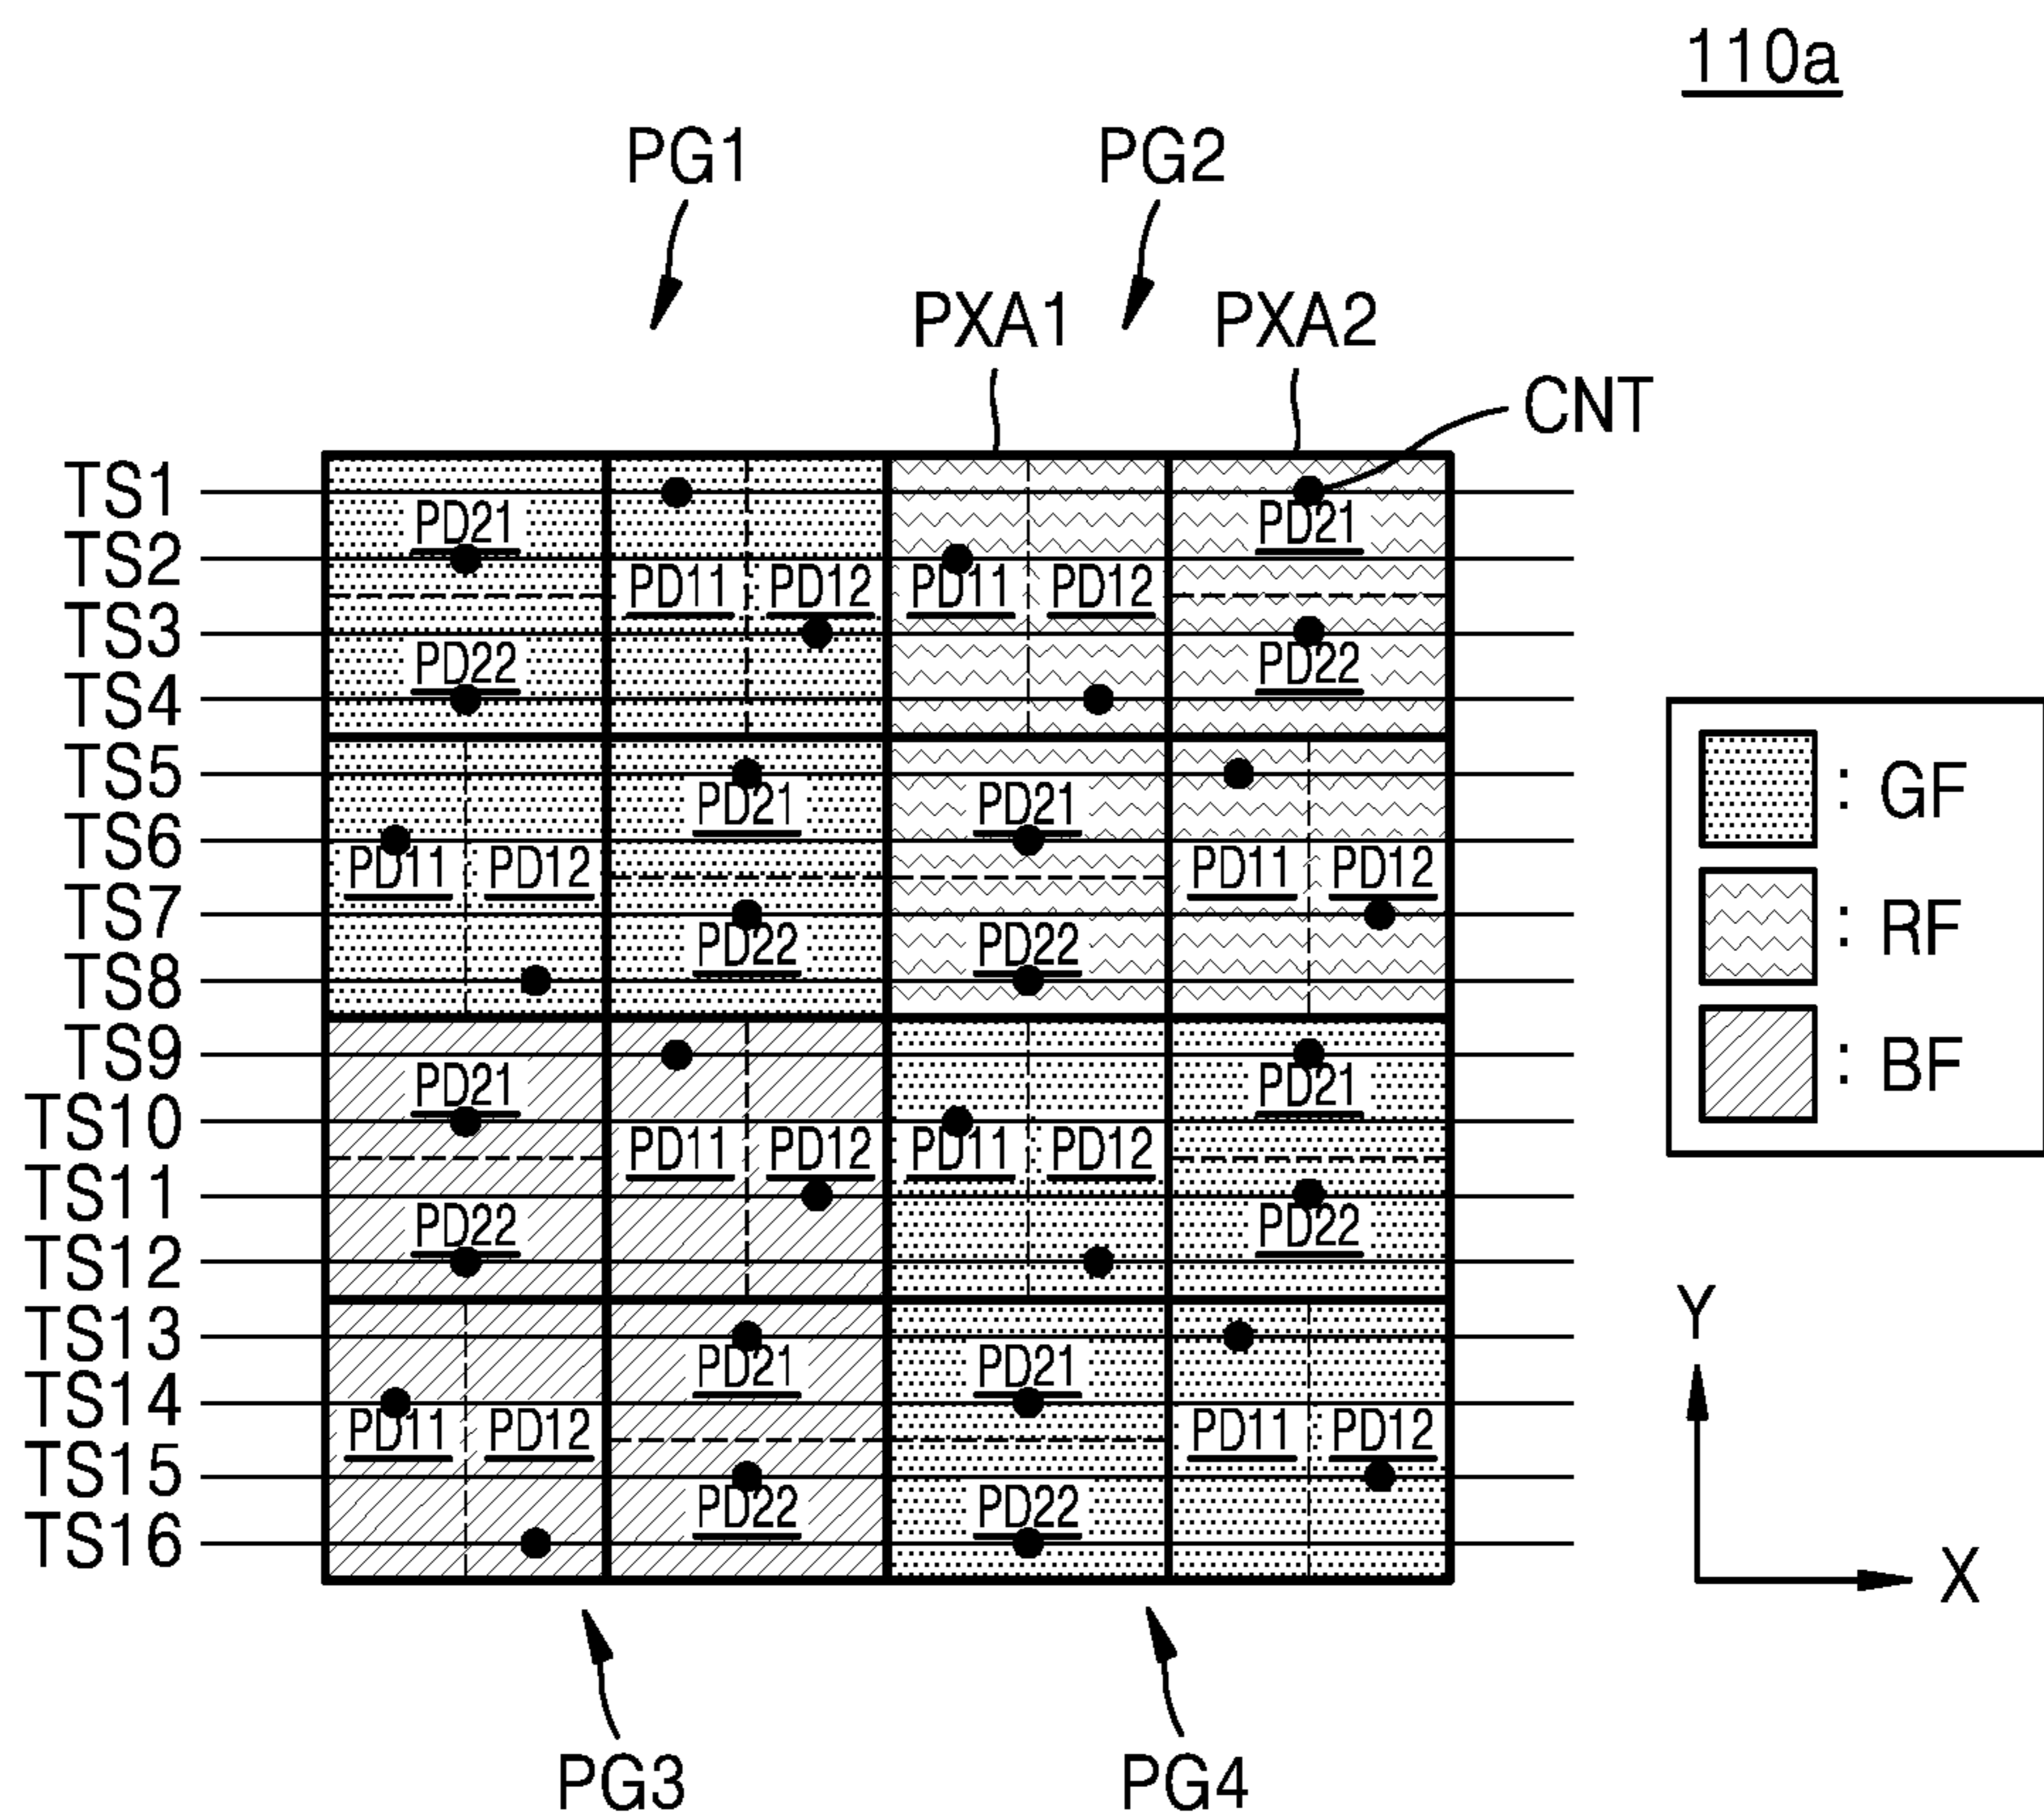 110a
PG1 PG2
PXA1 PXA2
CNT
TS1
PD21 PD21
TS2
PD11 PD12 PD11 PD12
TS3
PD22 PD22
TS4
TS5
PD21 PD21
: GF
TS6
PD11 PD12 PD11 PD12
TS7
: RF
PD22 PD22
TS8
TS9
: BF
PD21 PD21
TS10
PD11 PD12 PD11 PD12
TS11
PD22 PD22
TS12
TS13
Y
PD21 PD21
TS14
PD11 PD12 PD11 PD12
TS15
PD22 PD22
TS16
X
PG3 PG4